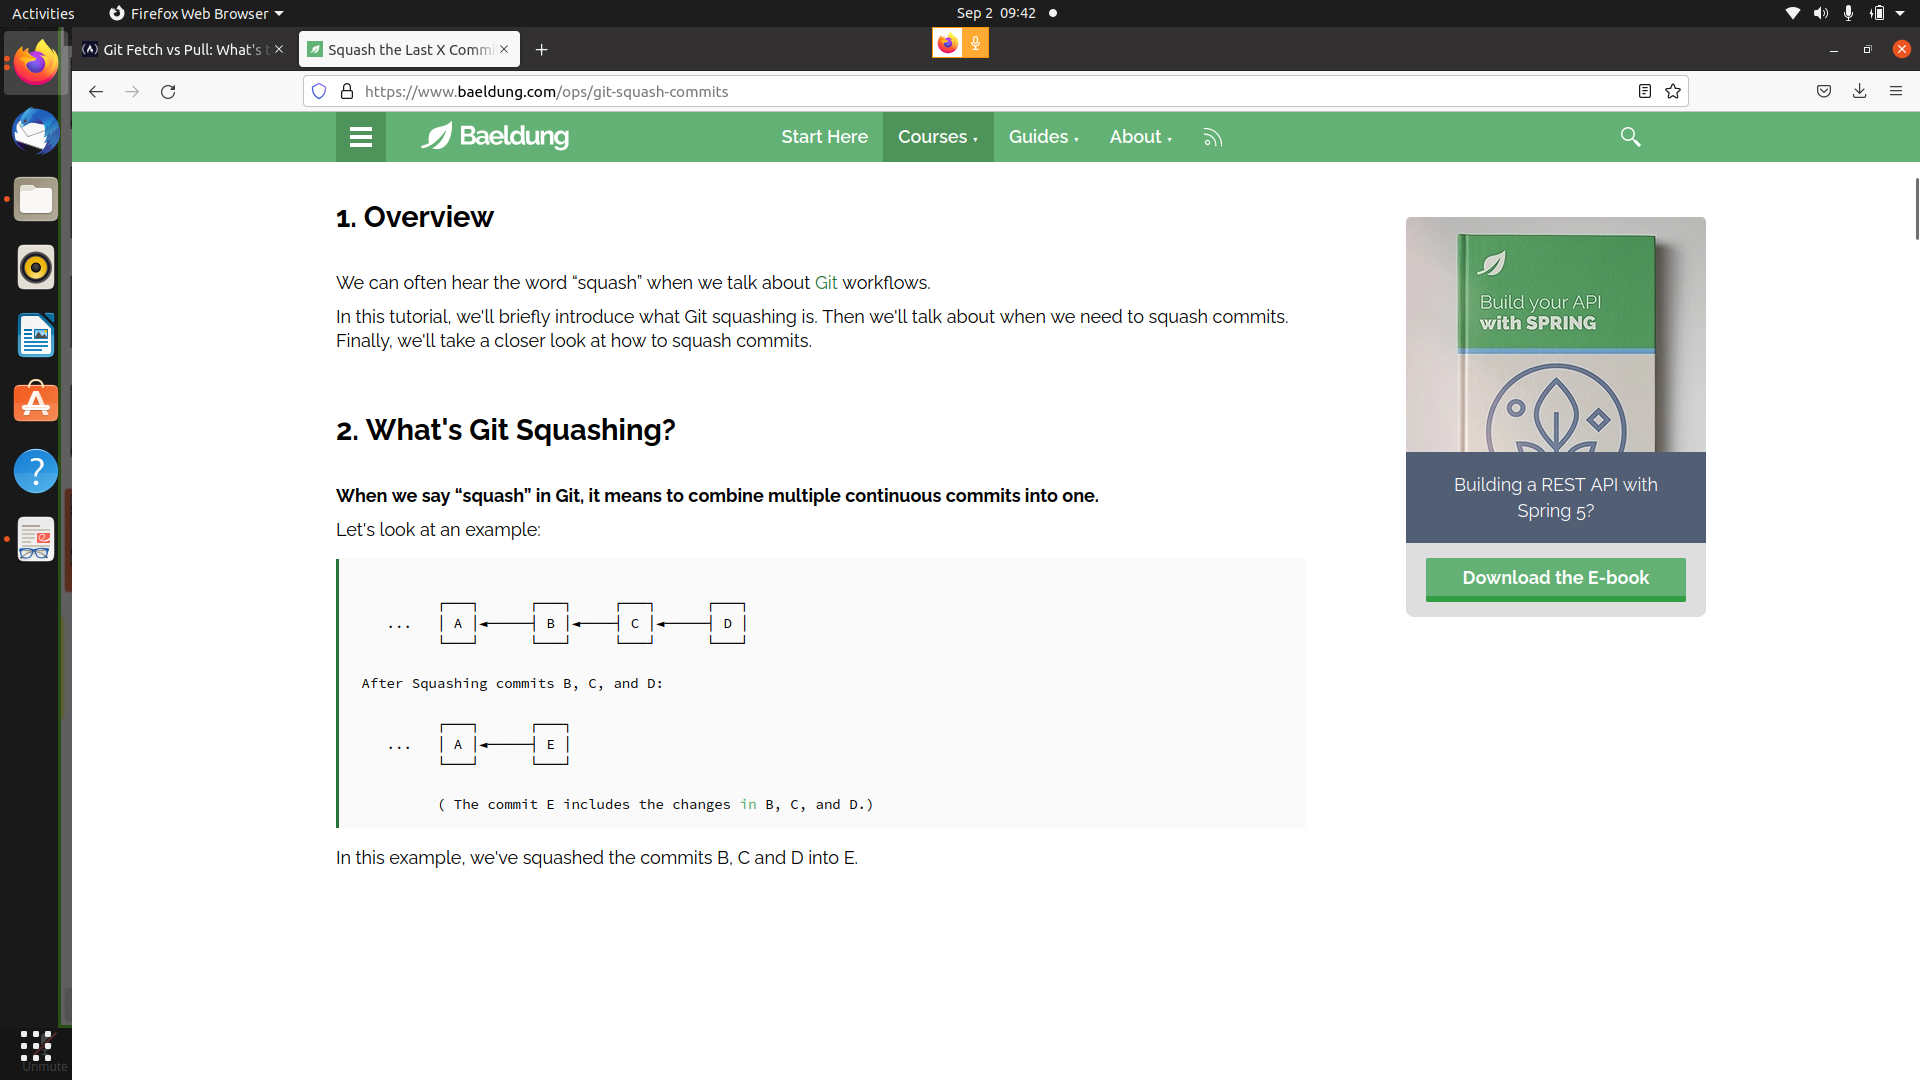 Activities
Firefox Web Browser
Sep 2 09:42
Git Fetch vs Pull: What's t
Squash the Last X Commi
https://www.baeldung.com/ops/git-squash-commits
Baeldung
Start Here
Courses
Guides
About
1. Overview
We can often hear the word “squash” when we talk about Git workflows.
In this tutorial, we'll briefly introduce what Git squashing is. Then we'll talk about when we need to squash commits.
Finally, we'll take a closer look at how to squash commits.
2. What's Git Squashing?
When we say “squash” in Git, it means to combine multiple continuous commits into one.
Let's look at an example:
... A B C D
After Squashing commits B, C, and D:
... A E
( The commit E includes the changes in B, C, and D.)
In this example, we've squashed the commits B, C and D into E.
Build your API
with SPRING
Building a REST API with
Spring 5?
Download the E-book
Unmute